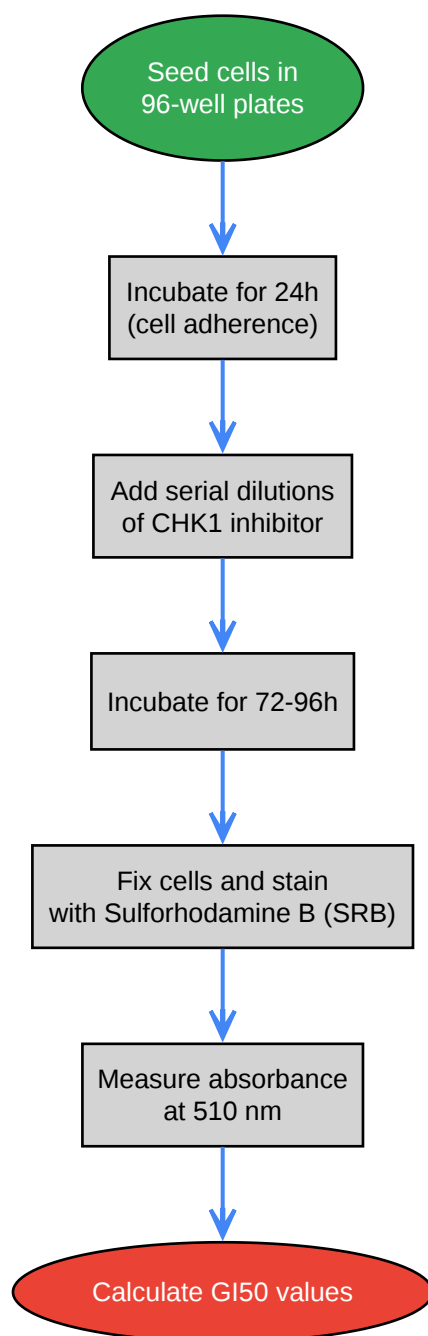 Seed cells in
96-well plates
Incubate for 24h
(cell adherence)
Add serial dilutions
of CHK1 inhibitor
Incubate for 72-96h
Fix cells and stain
with Sulforhodamine B (SRB)
Measure absorbance
at 510 nm
Calculate GI50 values